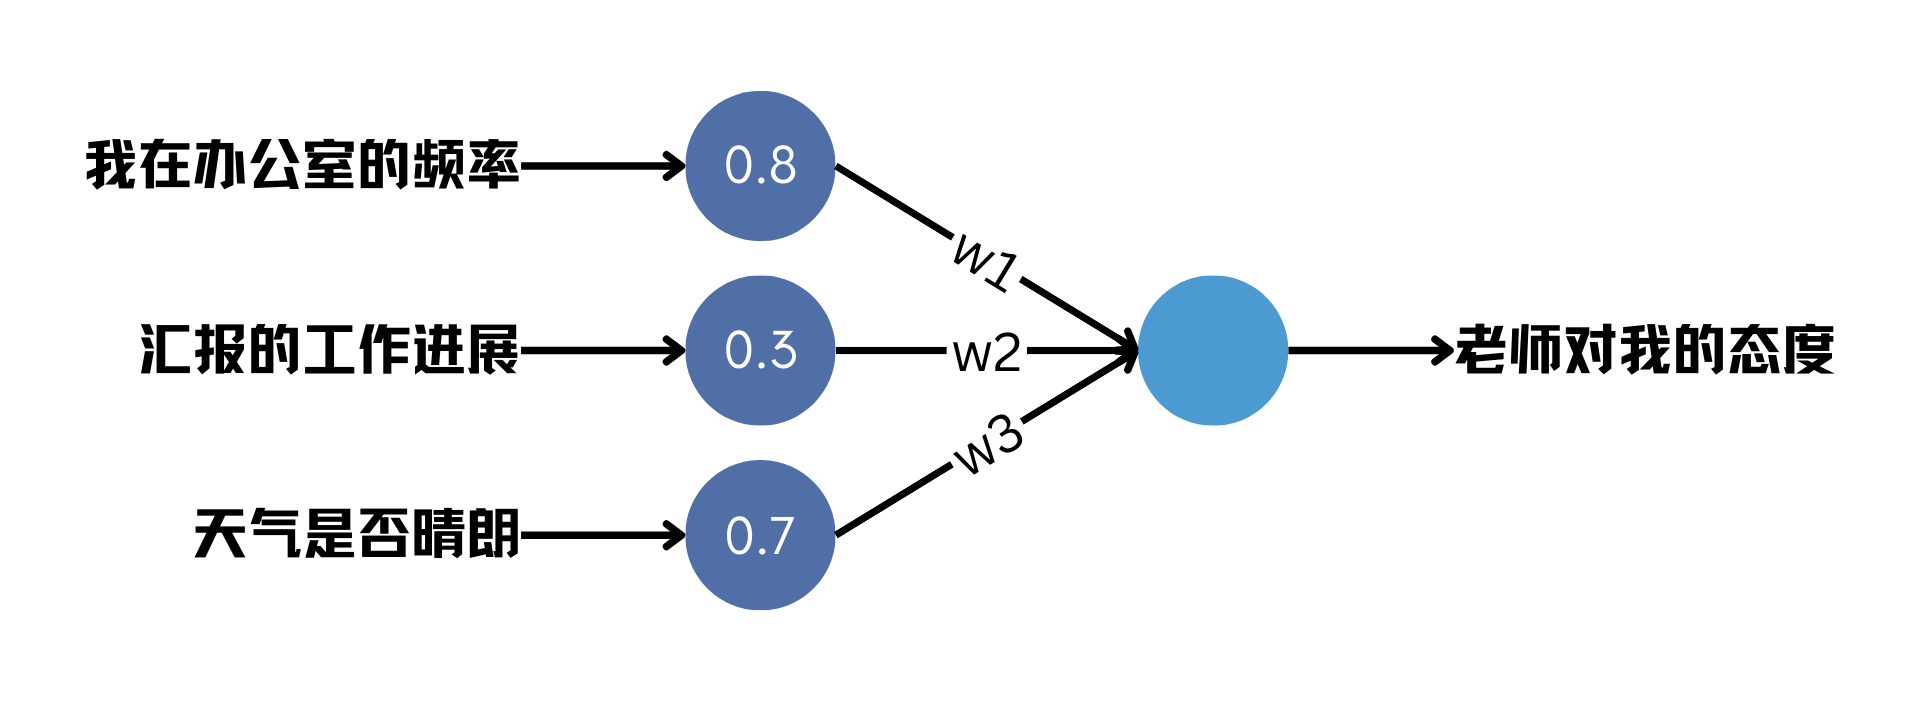 我在办公室的频率
0.8
w1
汇报的工作进展
0.3
w2
老师对我的态度
w3
天气是否晴朗
0.7